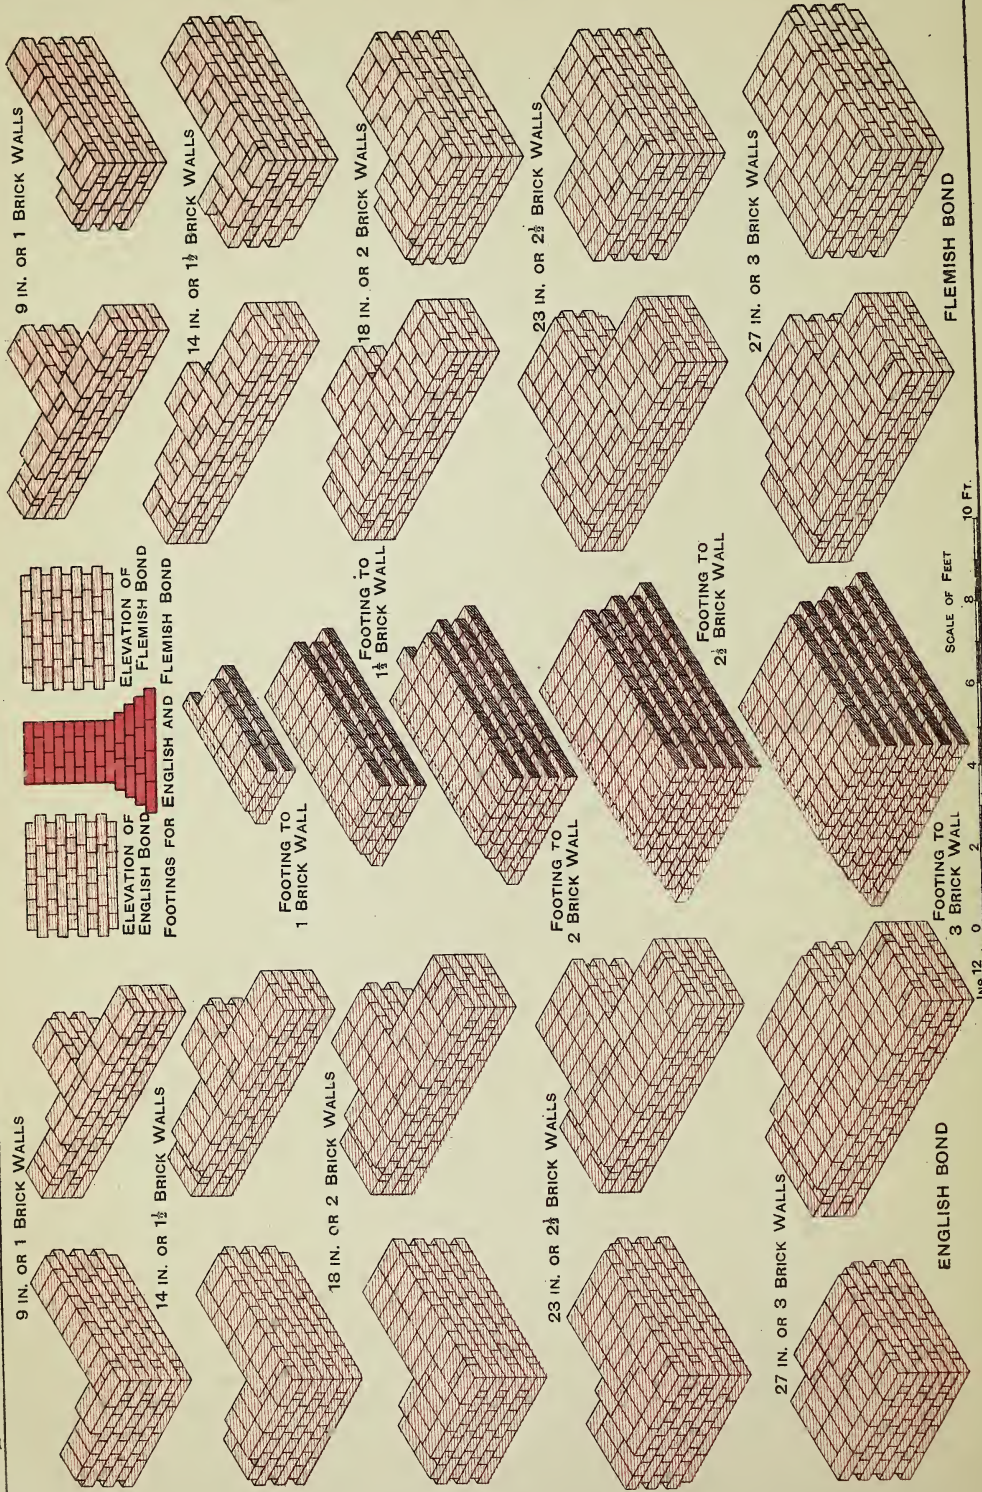 9 IN. OR 1 BRICK WALLS
14 IN. OR 1½ BRICK WALLS
18 IN. OR 2 BRICK WALLS
23 IN. OR 2½ BRICK WALLS
27 IN. OR 3 BRICK WALLS
ENGLISH BOND
ELEVATION OF
ENGLISH BOND
ELEVATION OF
FLEMISH BOND
FOOTINGS FOR ENGLISH AND FLEMISH BOND
FOOTING TO
1 BRICK WALL
FOOTING TO
1½ BRICK WALL
FOOTING TO
2 BRICK WALL
FOOTING TO
2½ BRICK WALL
FOOTING TO
3 BRICK WALL
SCALE OF FEET
INS 12 0 2 4 6 8 10 FT.
9 IN. OR 1 BRICK WALLS
14 IN. OR 1½ BRICK WALLS
18 IN. OR 2 BRICK WALLS
23 IN. OR 2½ BRICK WALLS
27 IN. OR 3 BRICK WALLS
FLEMISH BOND